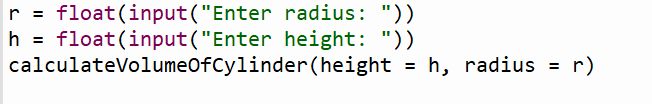 r = float(input("Enter radius: "))
h = float(input("Enter height: "))
calculateVolumeOfCylinder(height = h, radius = r)